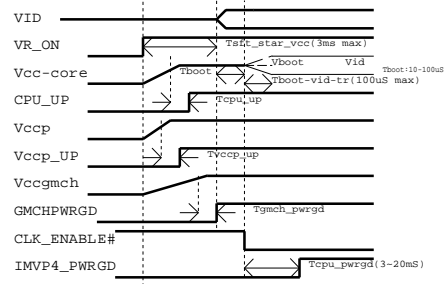 VID
VR_ON
Tsft_star_vcc(3ms max)
Vcc-core
Tboot
Vboot
Vid
Tboot:10-100uS
Tboot-vid-tr(100uS max)
CPU_UP
Tcpu_up
Vccp
Vccp_UP
Tvccp_up
Vccgmch
GMCHPWRGD
Tgmch_pwrgd
CLK_ENABLE#
IMVP4_PWRGD
Tcpu_pwrgd(3~20mS)